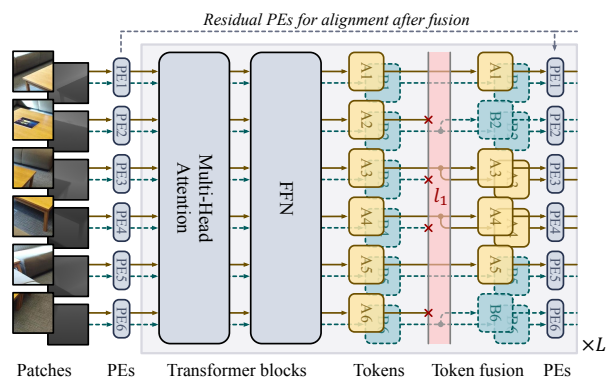 Residual PEs for alignment after fusion
PE1
A1
A1
PE1
PE2
A2
B2
PE2
PE3
A3
A3
PE3
Multi-Head
Attention
FFN
l1
PE4
A4
A4
PE4
PE5
A5
A5
PE5
PE6
A6
B6
PE6
×L
Patches PEs Transformer blocks Tokens Token fusion PEs